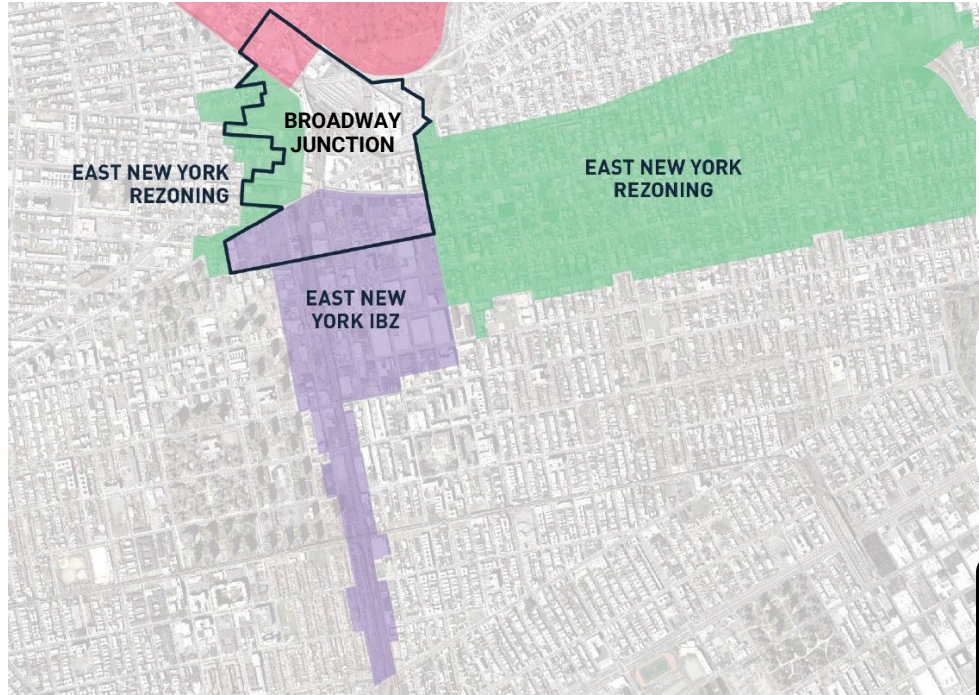 BROADWAY
JUNCTION
EAST NEW YORK
REZONING
EAST NEW YORK
REZONING
EAST NEW
YORK IBZ